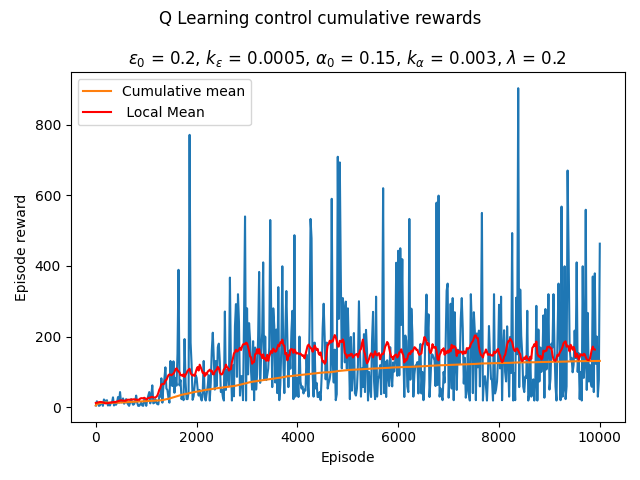 Q Learning control cumulative rewards
ε₀ = 0.2, kε = 0.0005, α₀ = 0.15, kα = 0.003, λ = 0.2
Cumulative mean
Local Mean
Episode reward
800
600
400
200
0
0 2000 4000 6000 8000 10000
Episode